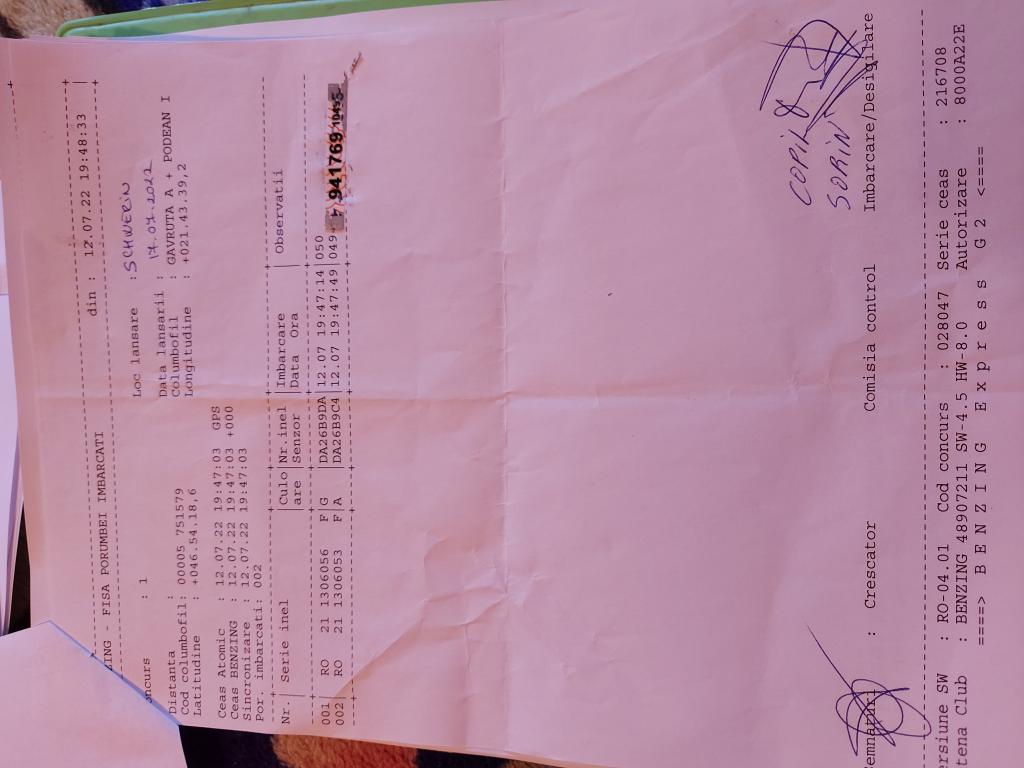 ING - FISA PORUMBEI IMBARCATI din : 12.07.22 19:48:33
oncurs : 1 Loc lansare : SCHWERIN
Distanta : Data lansarii : 17.07.2022
Cod columbofil: 00005 751579 Columbofil : GAVRUTA A + PODEAN I
Latitudine : +046.54.18,6 Longitudine : +021.43.39,2
Ceas Atomic : 12.07.22 19:47:03 GPS
Ceas BENZING : 12.07.22 19:47:03 +000
Sincronizare : 12.07.22 19:47:03
Por. imbarcati: 002
Nr.| Serie inel |Culo|Nr.inel |Imbarcare | Observatii
|are |Senzor |Data Ora |
001| RO 21 1306056 F|G |DA26B9DA|12.07 19:47:14|050
002| RO 21 1306053 F|A |DA26B9C4|12.07 19:47:49|049
941769
COPIL
SORIN
emnaturi : Crescator Comisia control Imbarcare/Desigilare
ersiune SW : RO-04.01 Cod concurs : 028047 Serie ceas : 216708
tena Club : BENZING 48907211 SW-4.5 HW-8.0 Autorizare : 8000A22E
====> B E N Z I N G E x p r e s s G 2 <====